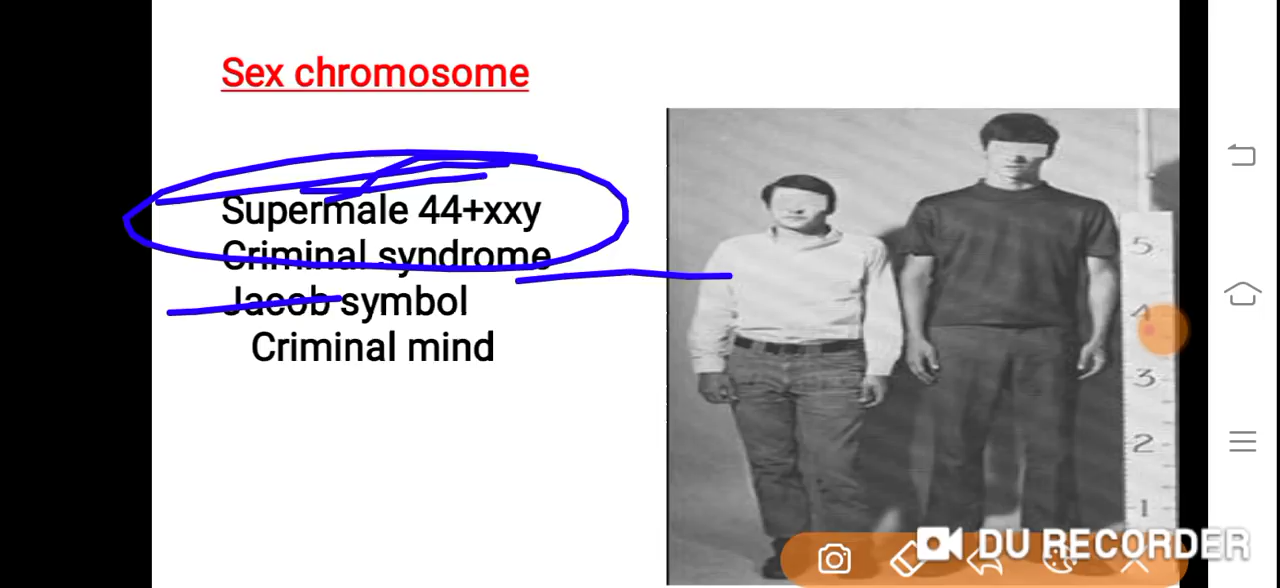 Sex chromosome
Supermale 44+xxy
Criminal syndrome
Jacob symbol
Criminal mind
5
4
3
2
1
DU RECORDER